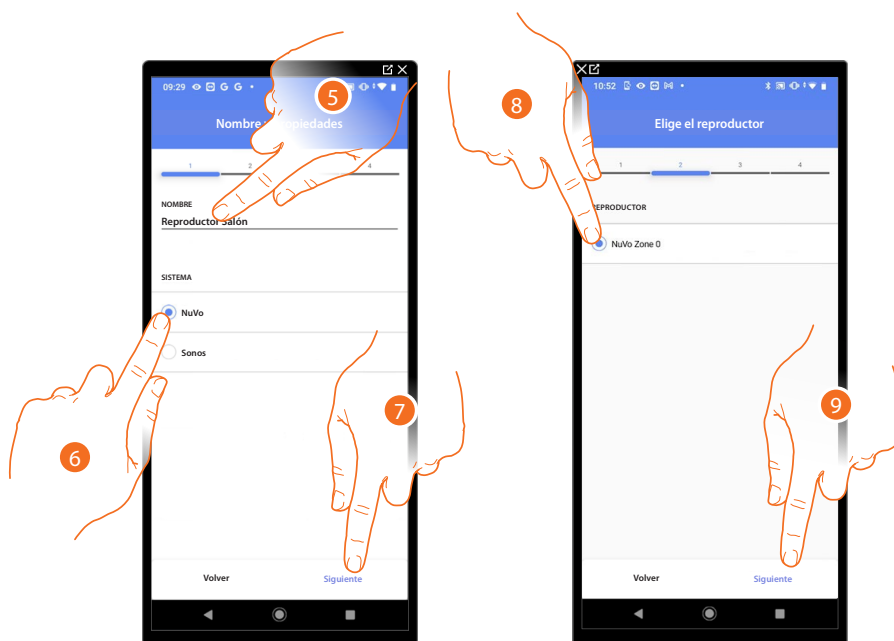 09:29 G G
5
Nombre y propiedades
1 2 4
NOMBRE
Reproductor Salón
SISTEMA
NuVo
Sonos
6
7
Volver Siguiente
8
10:52
Elige el reproductor
1 2 3 4
REPRODUCTOR
NuVo Zone 0
9
Volver Siguiente